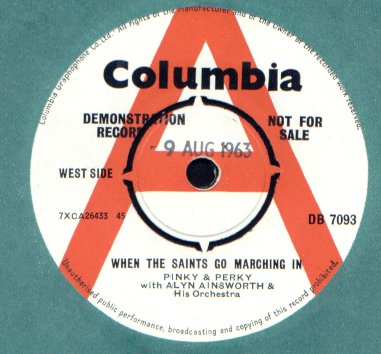 Columbia Graphophone Co. Ltd. - All rights of the Manufacturer and of the Owner of the recorded work reserved.
Columbia
DEMONSTRATION RECORD
NOT FOR SALE
- 9 AUG 1963
WEST SIDE
7XCA26433 45
DB 7093
WHEN THE SAINTS GO MARCHING IN
PINKY & PERKY
with ALYN AINSWORTH &
His Orchestra
Unauthorised public performance, broadcasting and copying of this record prohibited.